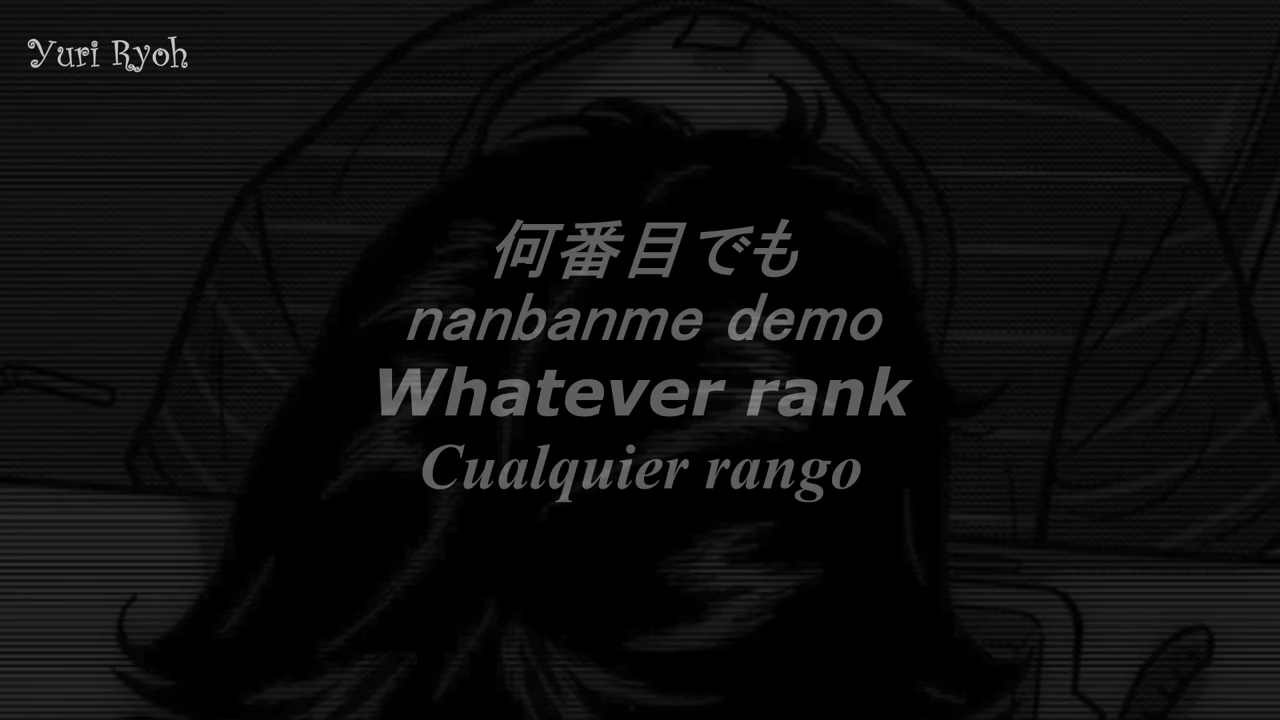 Yuri Ryoh
何番目でも
nanbanme demo
Whatever rank
Cualquier rango